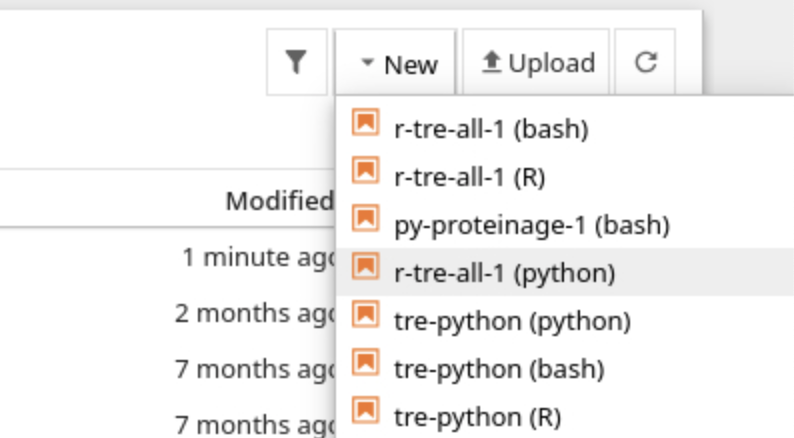 New Upload
r-tre-all-1 (bash)
r-tre-all-1 (R)
Modified
py-proteinage-1 (bash)
1 minute ago
r-tre-all-1 (python)
2 months ago
tre-python (python)
7 months ago
tre-python (bash)
7 months ago
tre-python (R)